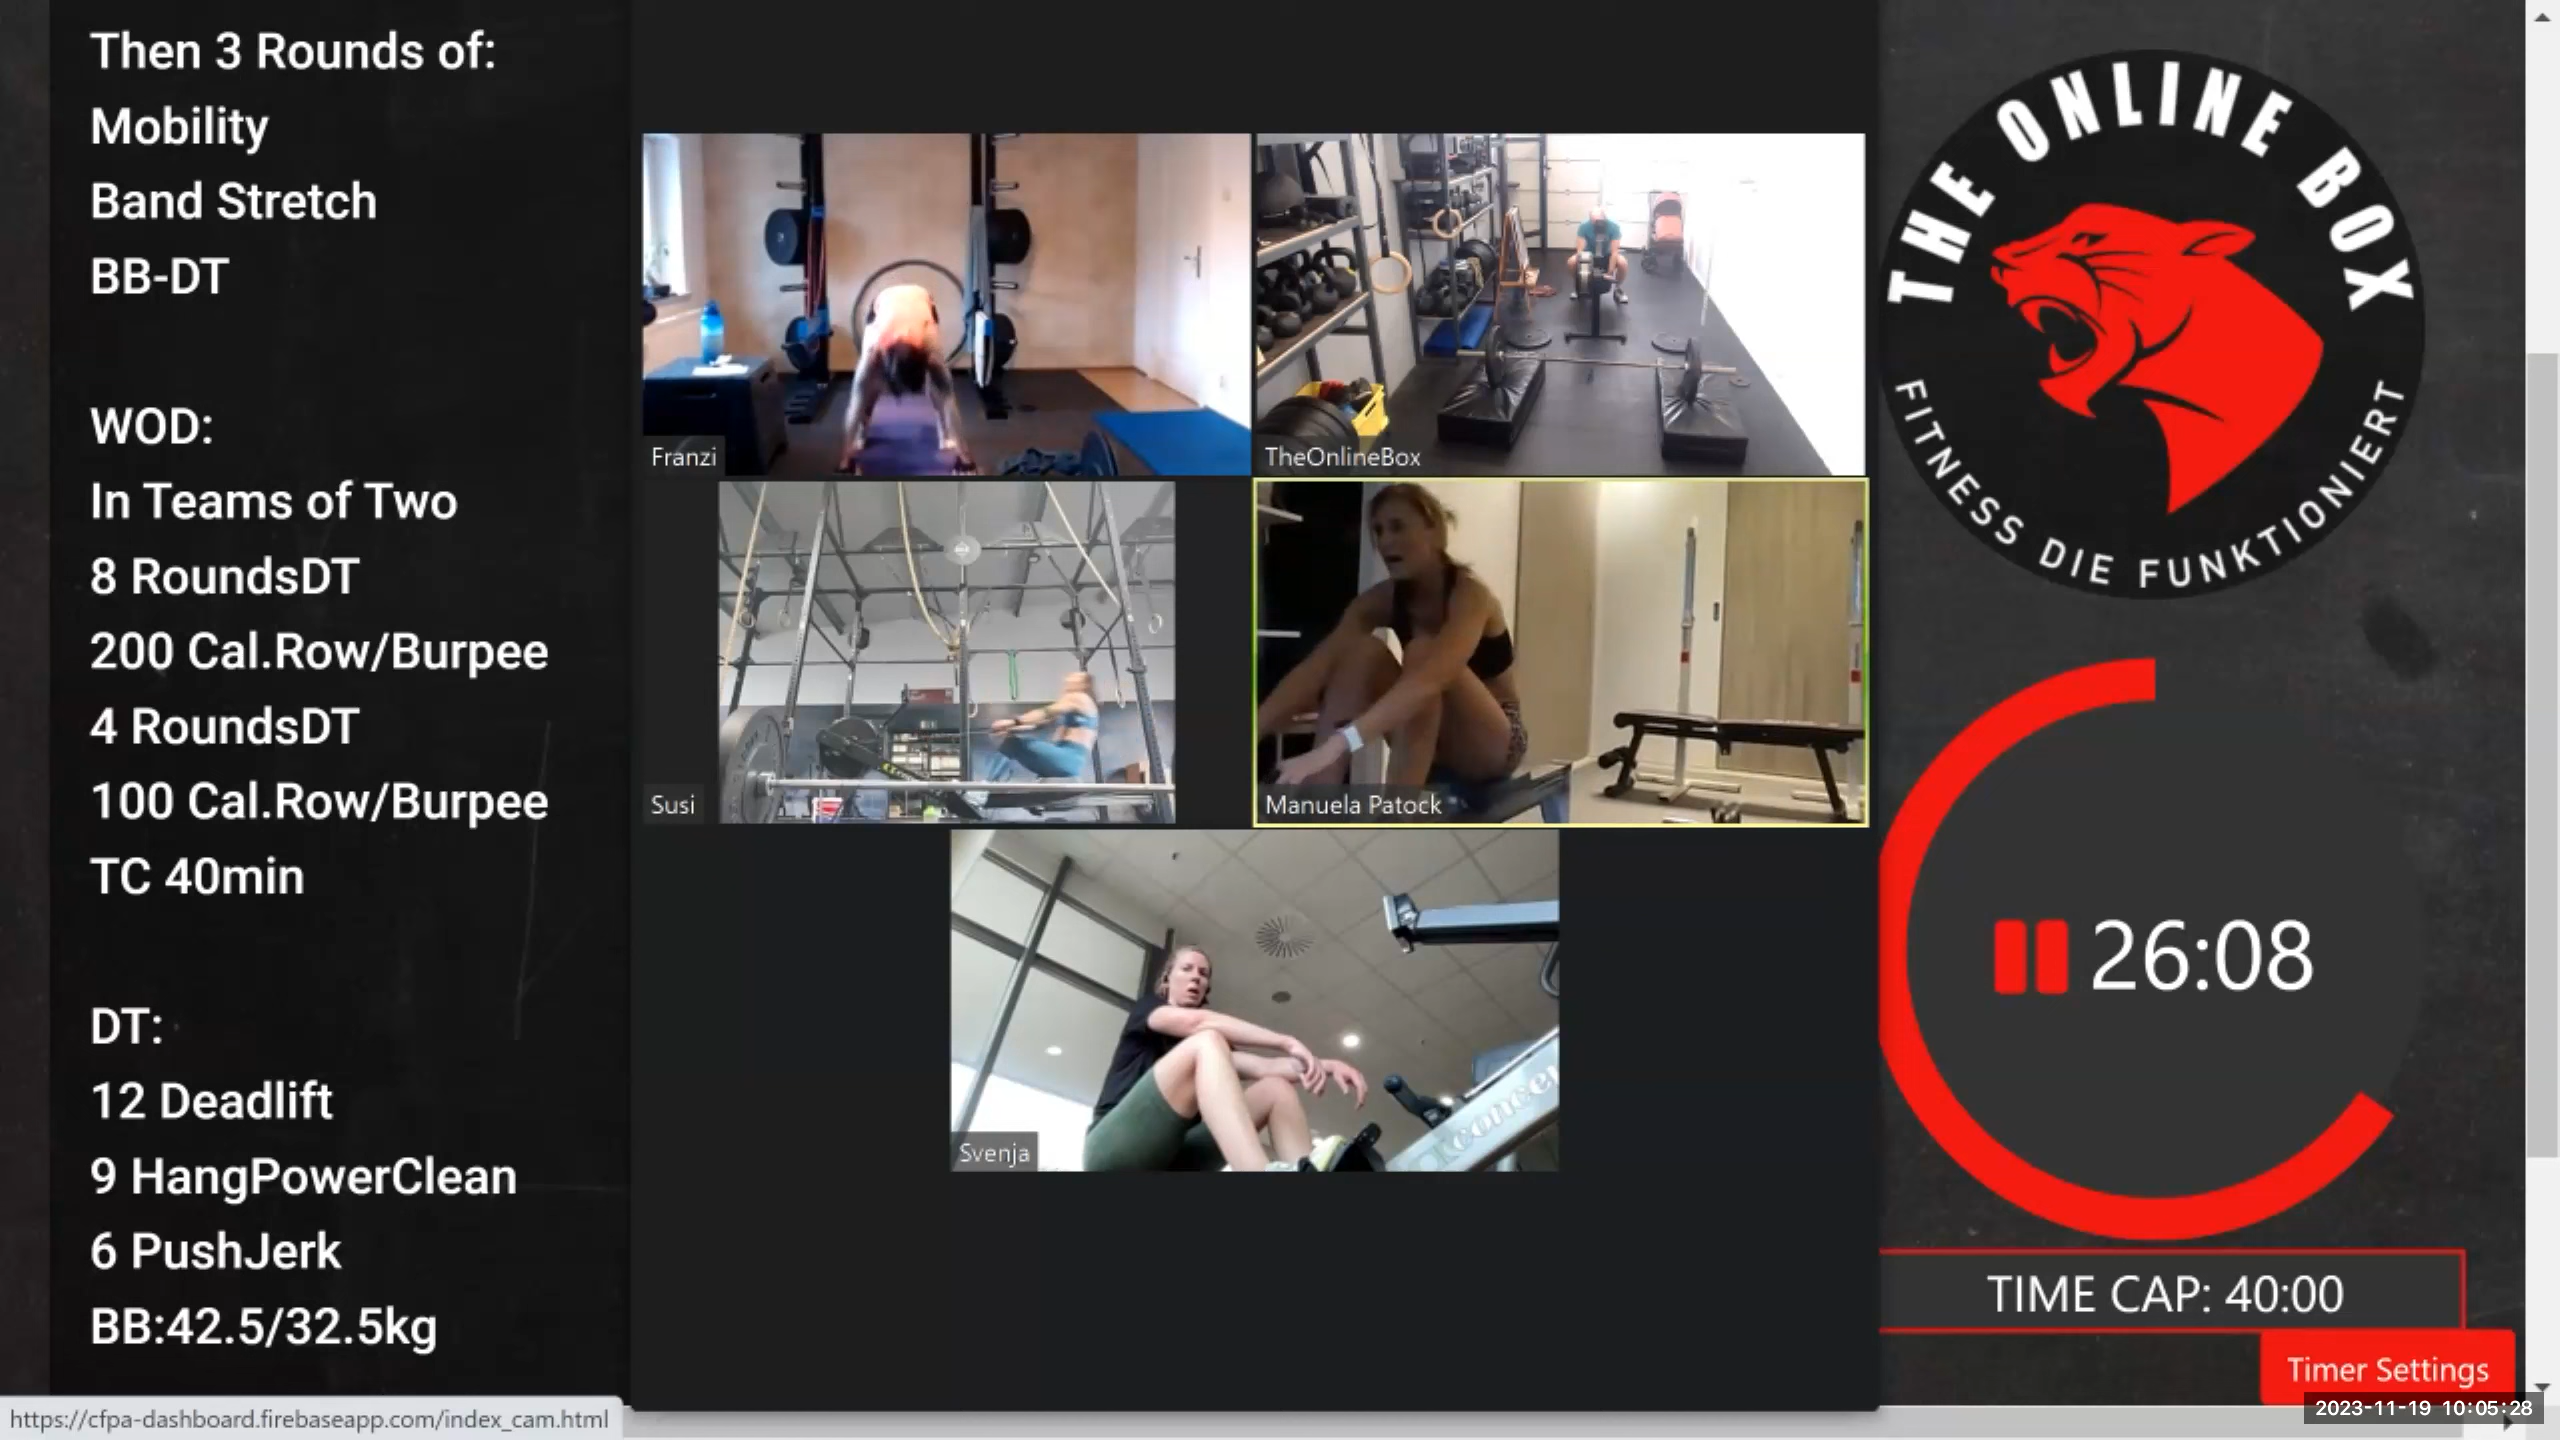 Then 3 Rounds of:
Mobility
Band Stretch
BB-DT
WOD:
In Teams of Two
8 RoundsDT
200 Cal.Row/Burpee
4 RoundsDT
100 Cal.Row/Burpee
TC 40min
DT:
12 Deadlift
9 HangPowerClean
6 PushJerk
BB:42.5/32.5kg
https://cfpa-dashboard.firebaseapp.com/index_cam.html
Franzi
TheOnlineBox
Susi
Manuela Patock
Svenja
THE ONLINE BOX
FITNESS DIE FUNKTIONIERT
26:08
TIME CAP: 40:00
Timer Settings
2023-11-19 10:05:28